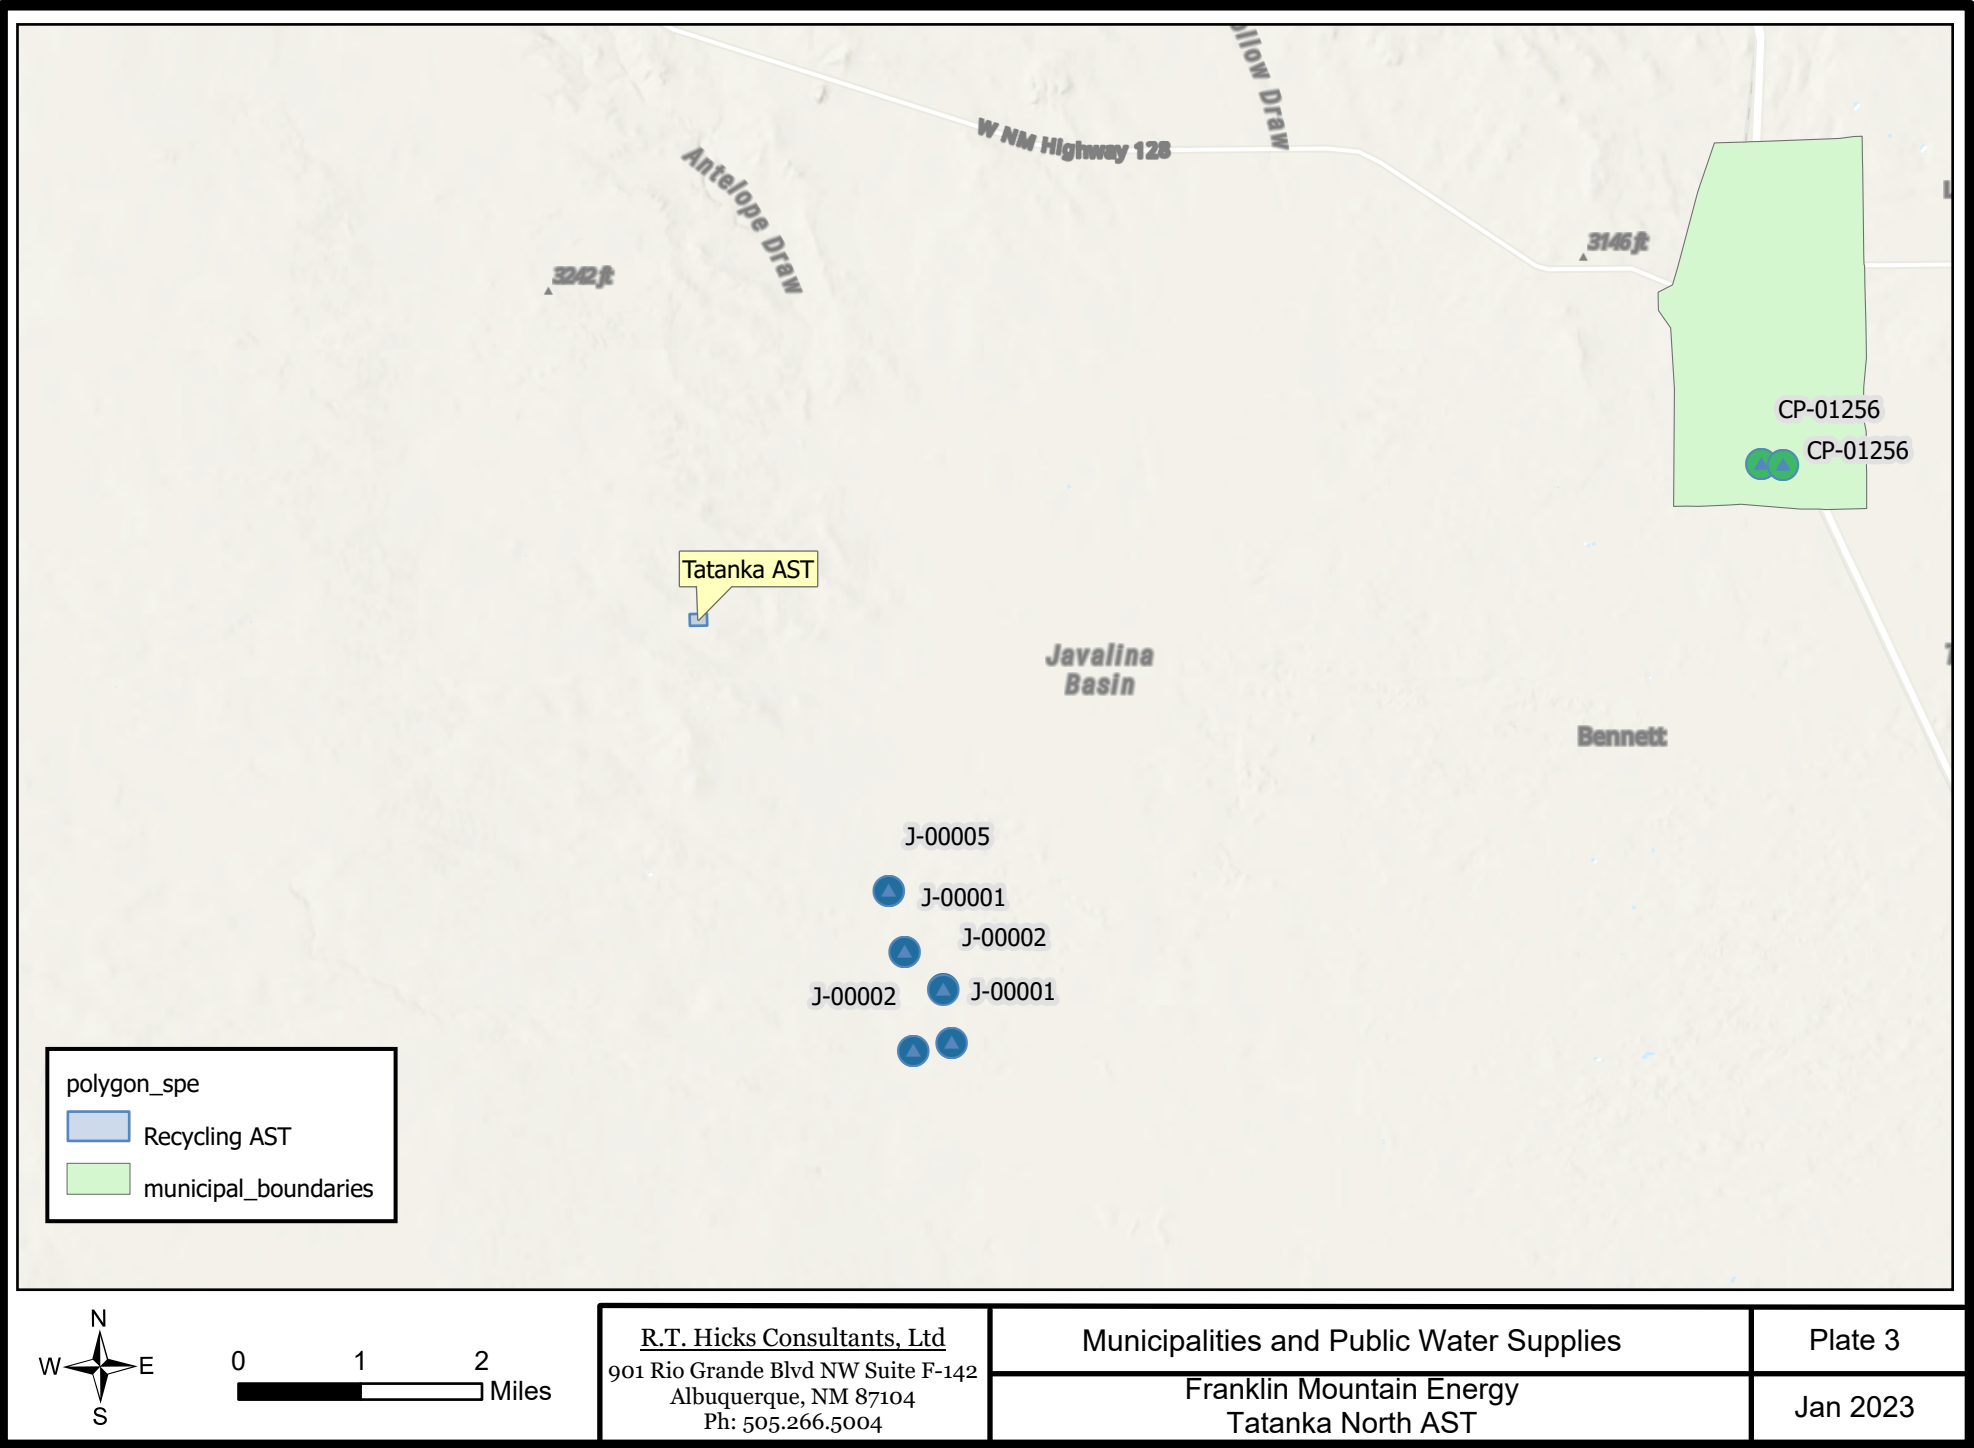 ollow Draw
W NM Highway 128
Antelope Draw
3146 ft
3242 ft
CP-01256
CP-01256
Tatanka AST
Javalina
Basin
Bennett
J-00005
J-00001
J-00002
J-00002
J-00001
polygon_spe
Recycling AST
municipal_boundaries
N
W
E
S
0
1
2
Miles
R.T. Hicks Consultants, Ltd
901 Rio Grande Blvd NW Suite F-142
Albuquerque, NM 87104
Ph: 505.266.5004
Municipalities and Public Water Supplies
Franklin Mountain Energy
Tatanka North AST
Plate 3
Jan 2023